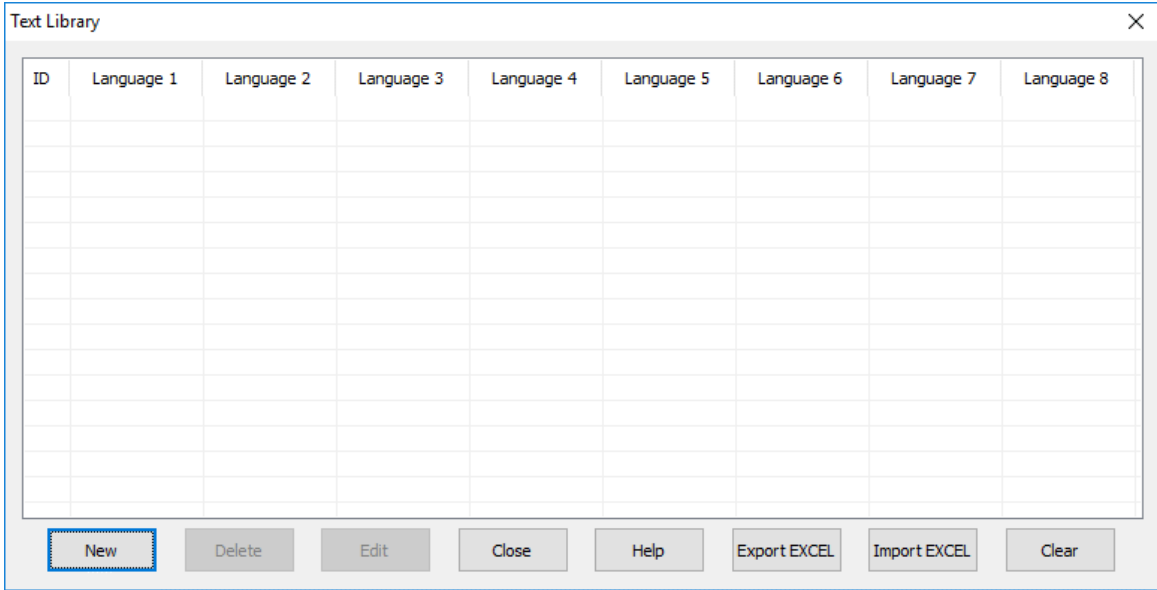 Text Library
ID Language 1 Language 2 Language 3 Language 4 Language 5 Language 6 Language 7 Language 8
New Delete Edit Close Help Export EXCEL Import EXCEL Clear